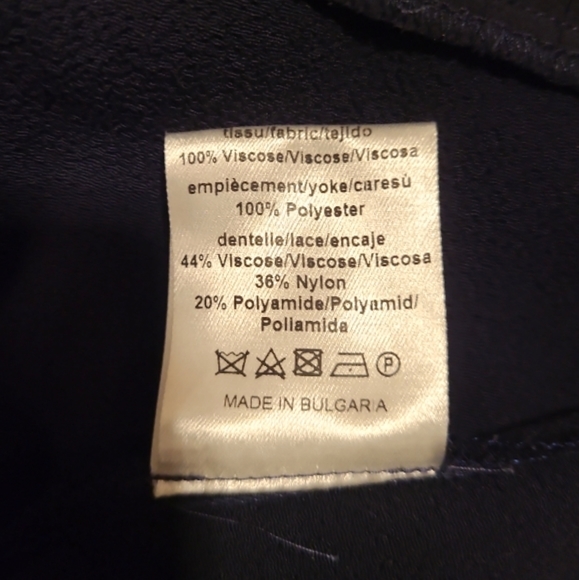 tissu/fabric/tejido
100% Viscose/Viscose/Viscosa
empiècement/yoke/caresù
100% Polyester
dentelle/lace/encaje
44% Viscose/Viscose/Viscosa
36% Nylon
20% Polyamide/Polyamid/
Poliamida
P
MADE IN BULGARIA